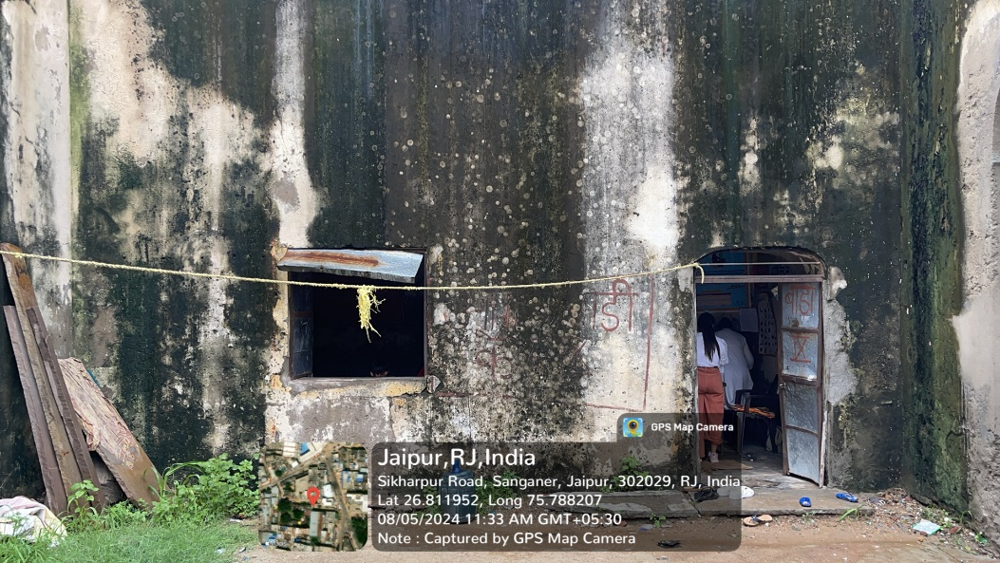 डी
GPS Map Camera
Jaipur,RJ,India
Sikharpur Road, Sanganer, Jaipur, 302029, RJ, India
Lat 26.811952, Long 75.788207
08/05/2024 11:33 AM GMT+05:30
Note : Captured by GPS Map Camera